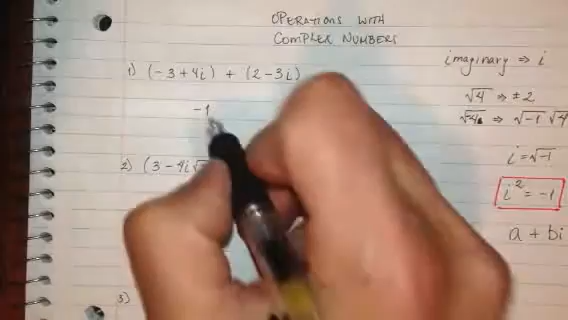 OPERATIONS WITH
COMPLEX NUMBERS
imaginary ⇒ i
1) (-3 + 4i) + (2 - 3i)
√4 ⇒ ±2
-1
√-4 ⇒ √-1 √4
i = √-1
2) (3 - 4i
i² = -1
a + bi
3)